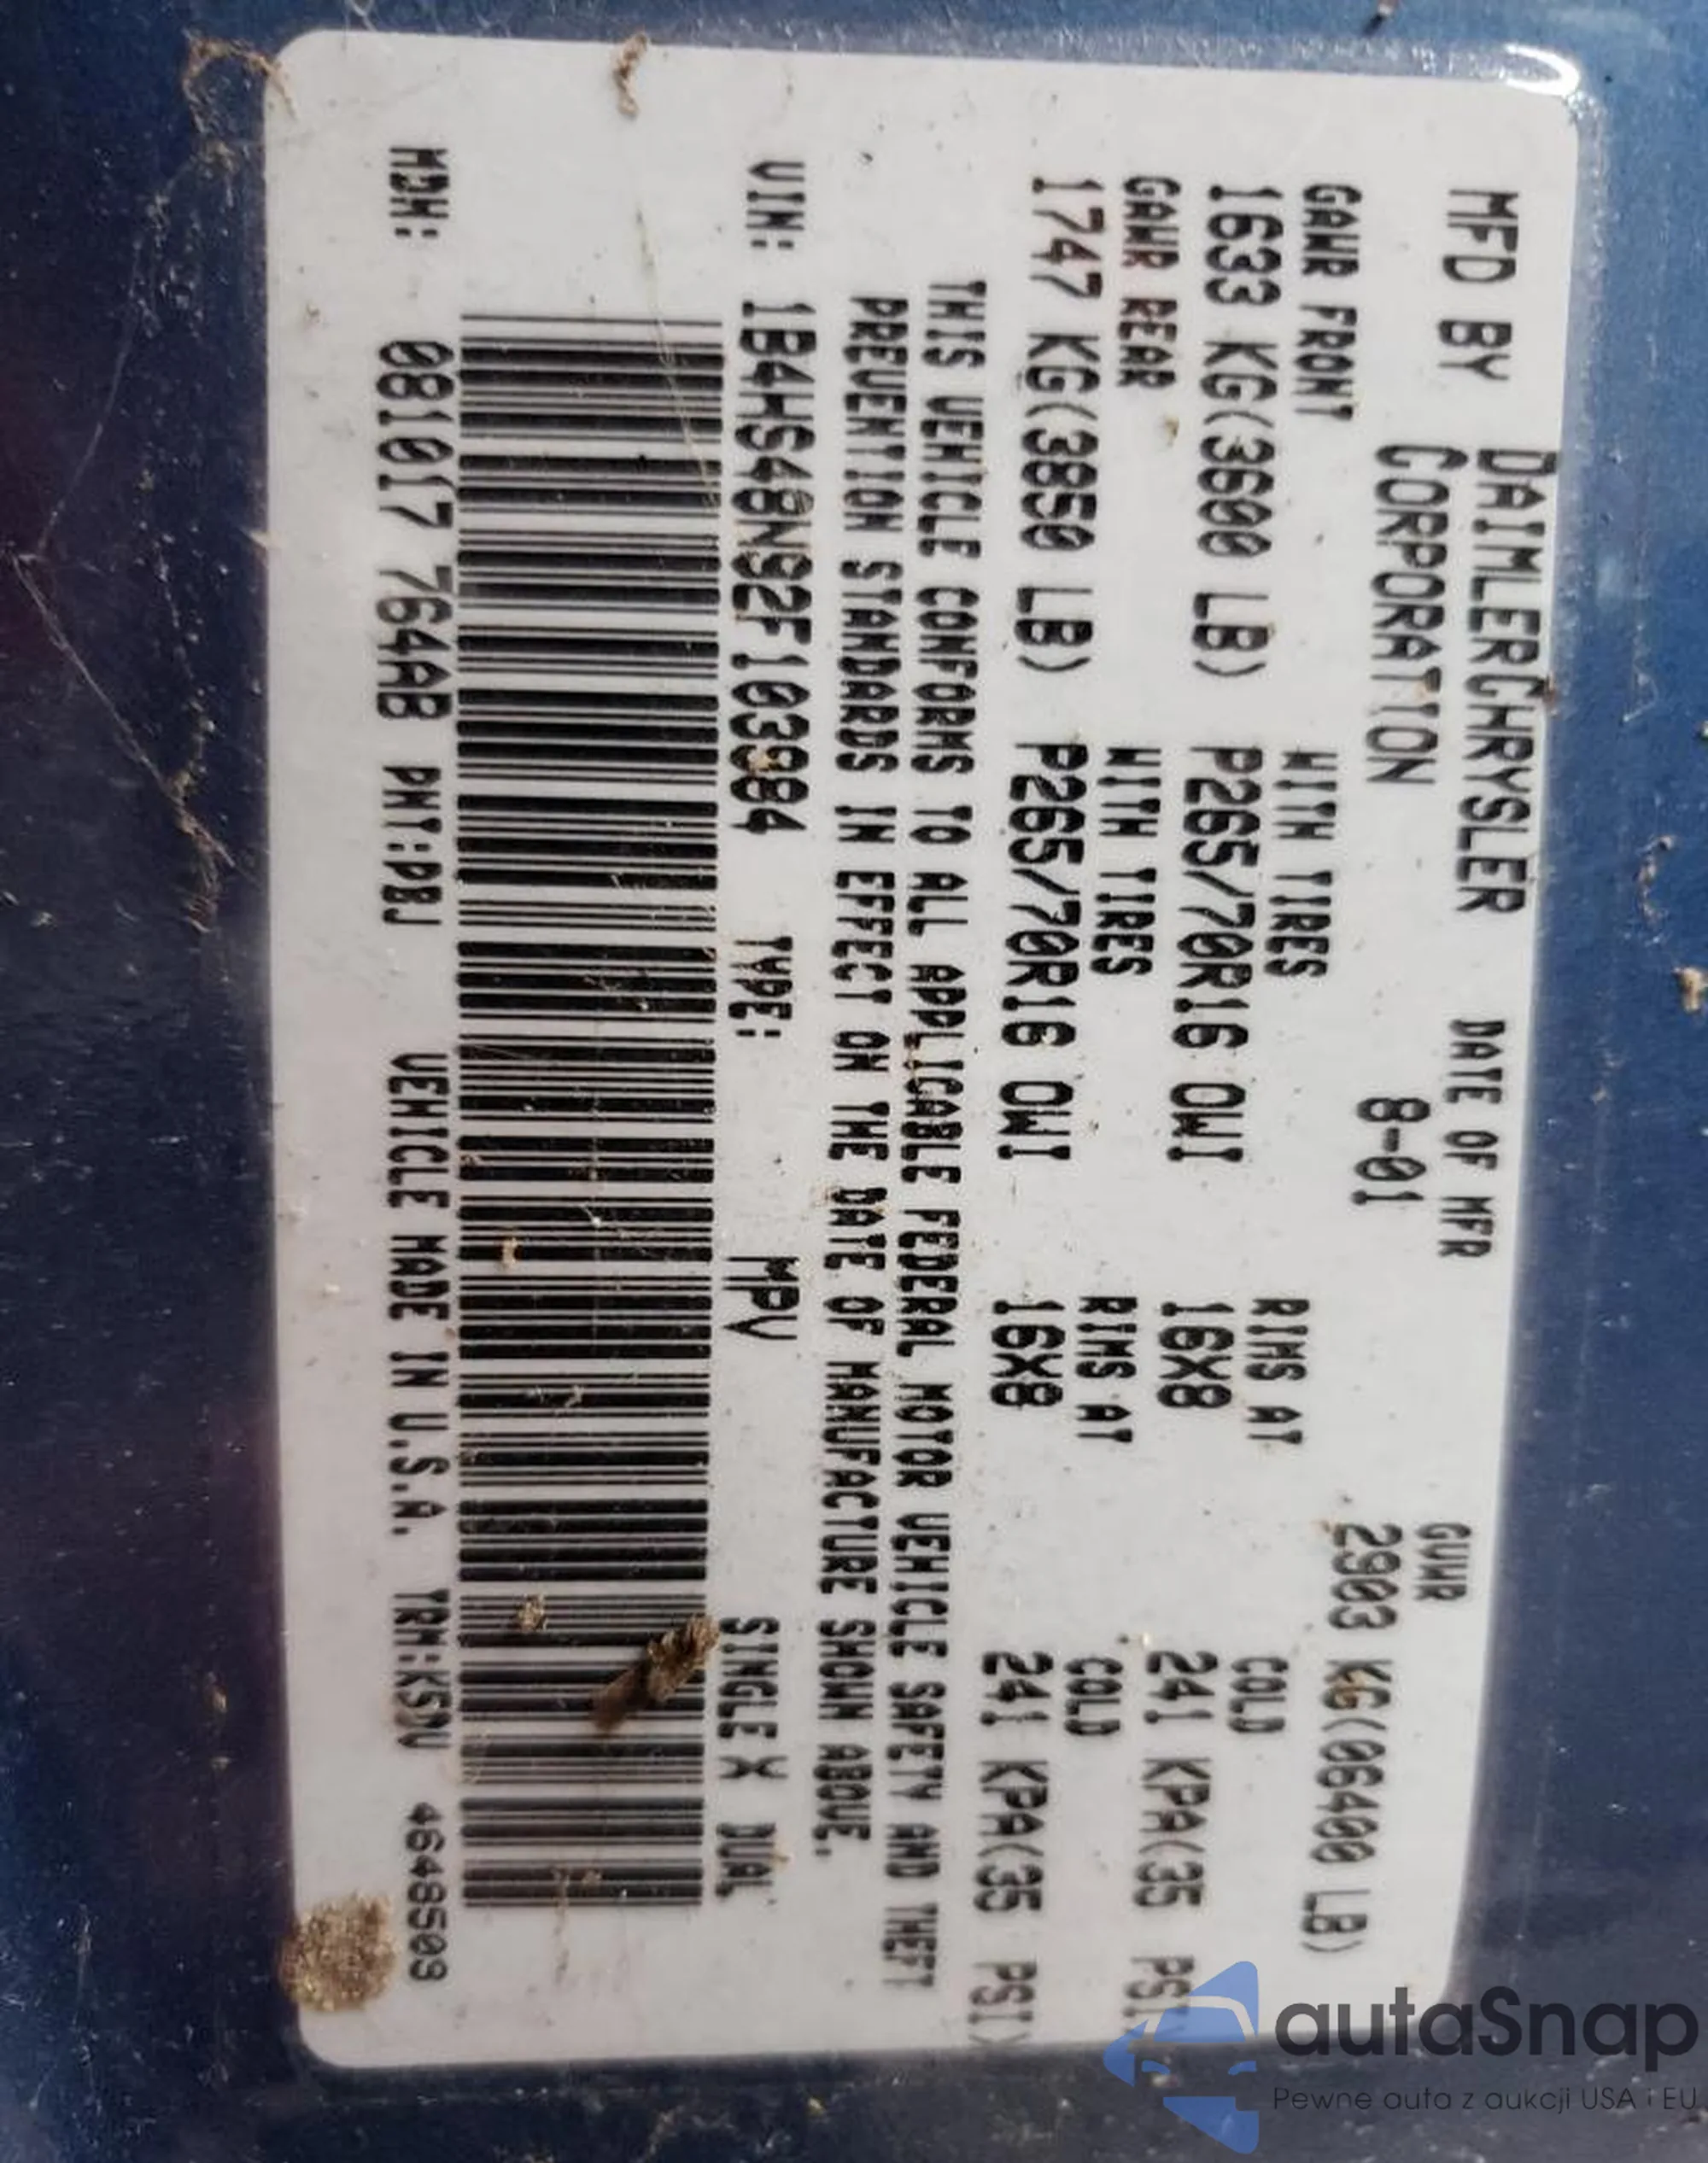 MFD BY DAIMLERCHRYSLER CORPORATION
DATE OF MFR 8-01
GVWR 2903 KG(06400 LB)
GAWR FRONT WITH TIRES RIMS AT COLD
1633 KG(3600 LB) P265/70R16 OWI 16X8 241 KPA(35 PSI)
GAWR REAR WITH TIRES RIMS AT COLD
1747 KG(3850 LB) P265/70R16 OWI 16X8 241 KPA(35 PSI)
THIS VEHICLE CONFORMS TO ALL APPLICABLE FEDERAL MOTOR VEHICLE SAFETY AND THEFT
PREVENTION STANDARDS IN EFFECT ON THE DATE OF MANUFACTURE SHOWN ABOVE.
VIN: 1B4HS48N92F103984 TYPE: MPV SINGLE X DUAL
MDH: 081017 764AB PNT:PBJ VEHICLE MADE IN U.S.A. TRM:K5DV 4648509
autaSnap
Pewne auta z aukcji USA i EU